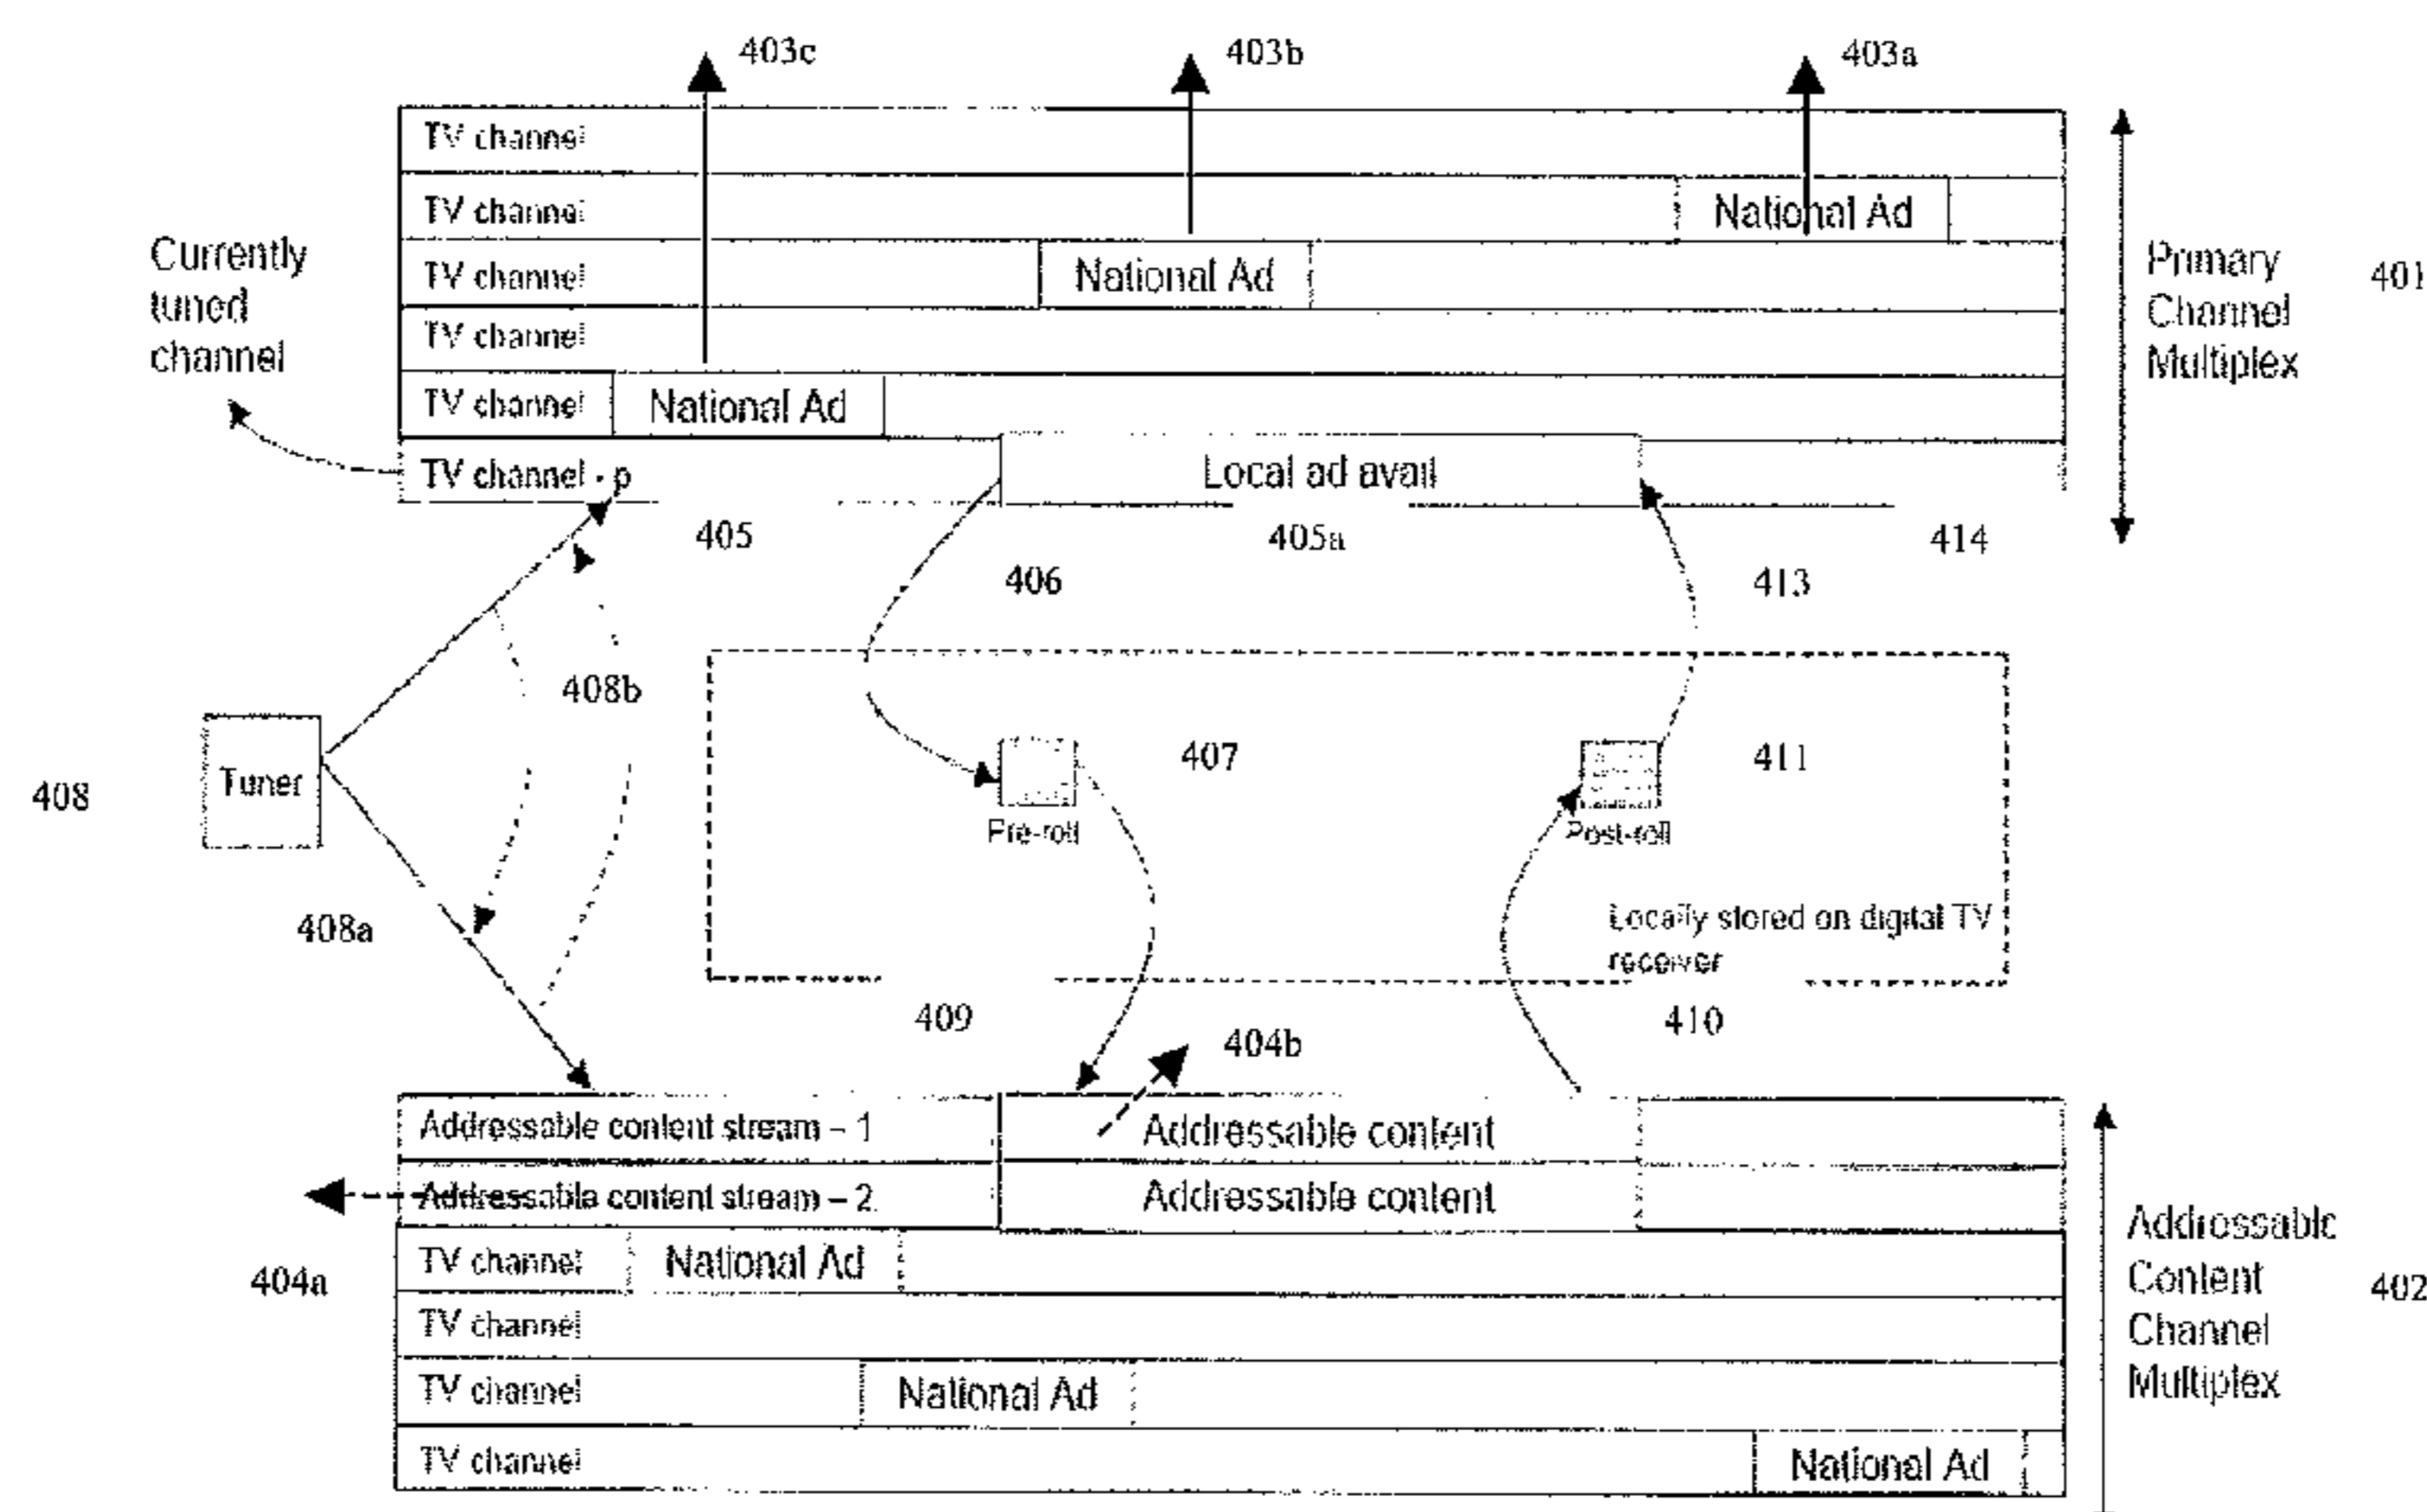 403c
403b
403a
TV channel
TV channel
National Ad
TV channel
National Ad
TV channel
TV channel
National Ad
TV channel - p
Local ad avail
Currently
tuned
channel
Primary
Channel
Multiplex
401
405
405a
414
406
413
408b
408
Tuner
407
411
Pre-roll
Post-roll
408a
Locally stored on digital TV
receiver
409
410
404b
Addressable content stream – 1
Addressable content
Addressable content stream – 2
Addressable content
404a
TV channel
National Ad
TV channel
TV channel
National Ad
TV channel
National Ad
Addressable
Content
Channel
Multiplex
402